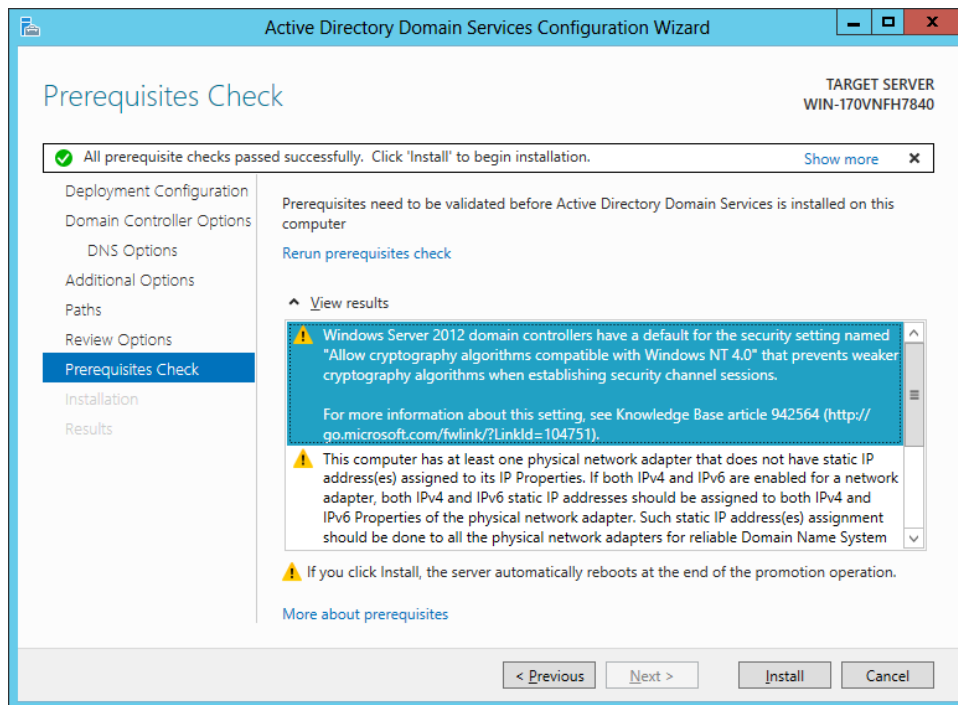 Active Directory Domain Services Configuration Wizard
Prerequisites Check
TARGET SERVER
WIN-170VNFH7840
All prerequisite checks passed successfully. Click 'Install' to begin installation.
Show more
Deployment Configuration
Domain Controller Options
DNS Options
Additional Options
Paths
Review Options
Prerequisites Check
Installation
Results
Prerequisites need to be validated before Active Directory Domain Services is installed on this
computer
Rerun prerequisites check
View results
Windows Server 2012 domain controllers have a default for the security setting named
"Allow cryptography algorithms compatible with Windows NT 4.0" that prevents weaker
cryptography algorithms when establishing security channel sessions.
For more information about this setting, see Knowledge Base article 942564 (http://
go.microsoft.com/fwlink/?LinkId=104751).
This computer has at least one physical network adapter that does not have static IP
address(es) assigned to its IP Properties. If both IPv4 and IPv6 are enabled for a network
adapter, both IPv4 and IPv6 static IP addresses should be assigned to both IPv4 and
IPv6 Properties of the physical network adapter. Such static IP address(es) assignment
should be done to all the physical network adapters for reliable Domain Name System
If you click Install, the server automatically reboots at the end of the promotion operation.
More about prerequisites
< Previous
Next >
Install
Cancel